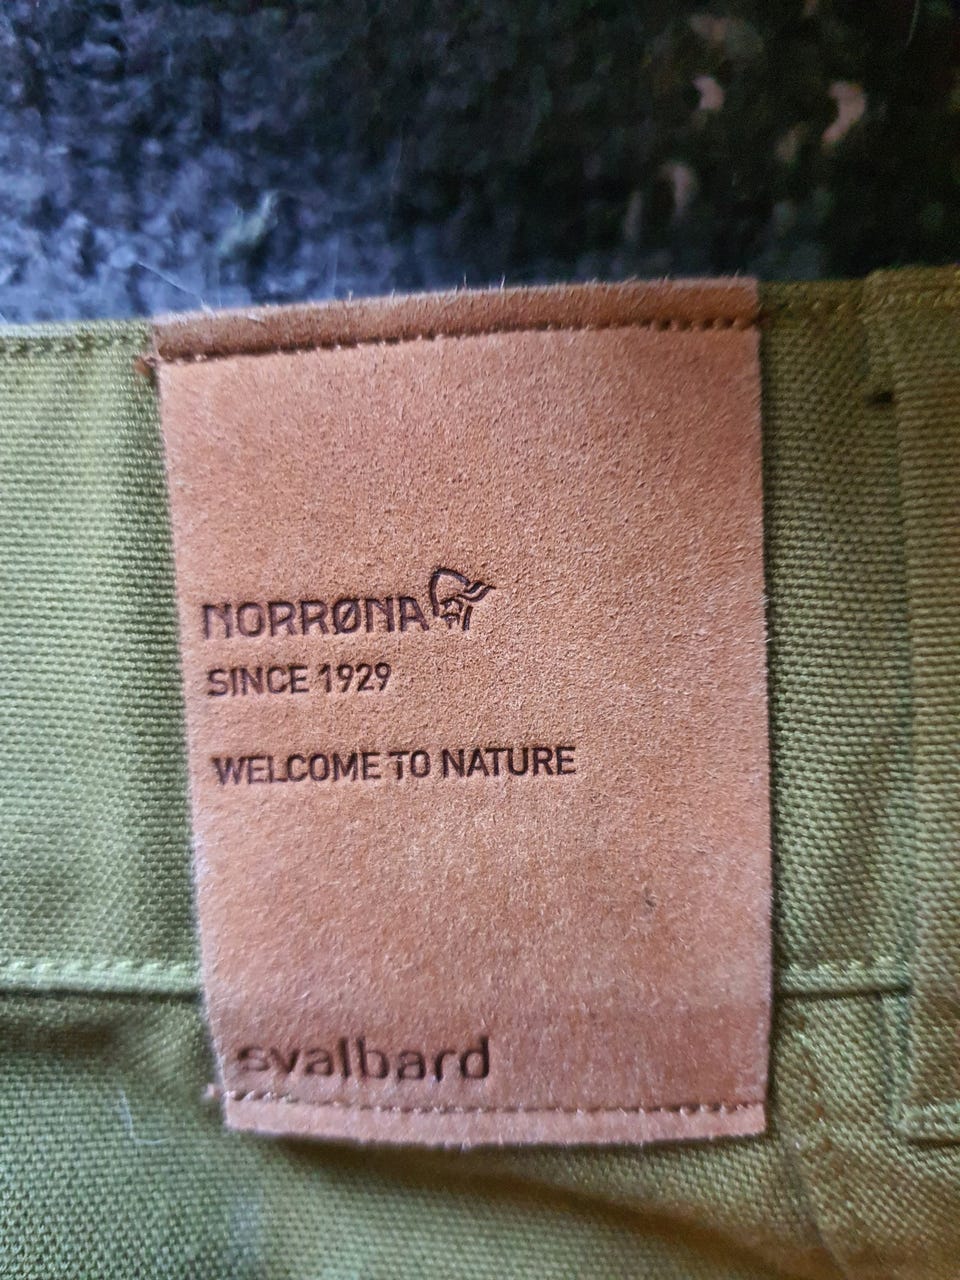 NORRØNA
SINCE 1929
WELCOME TO NATURE
svalbard